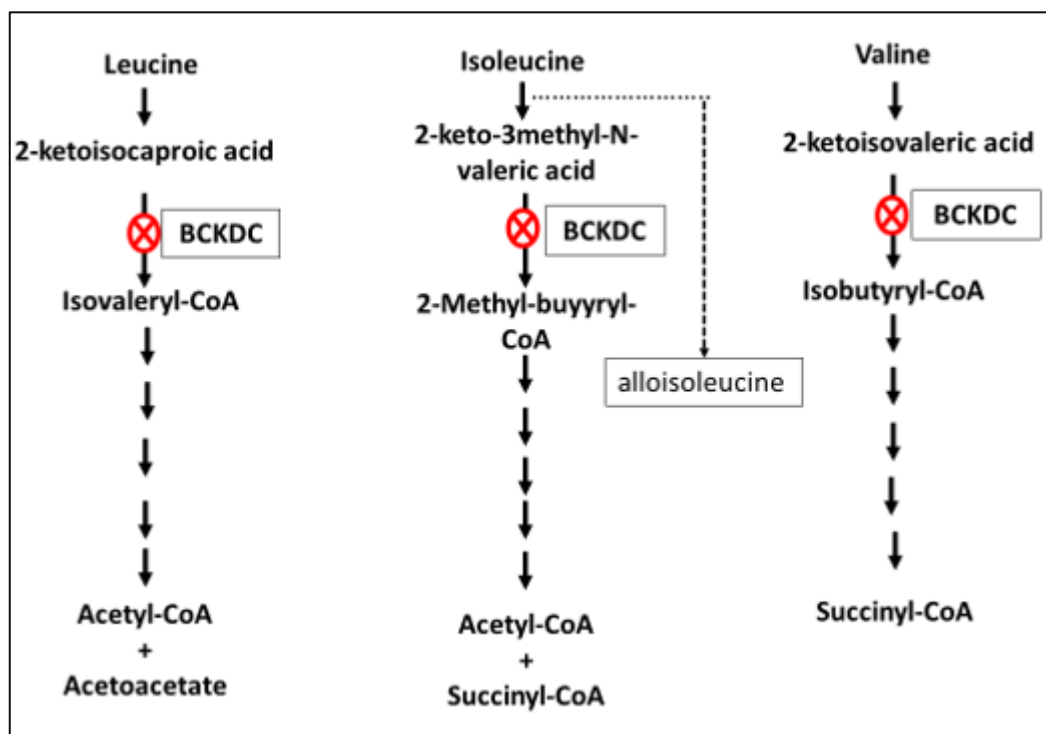 Leucine
2-ketoisocaproic acid
BCKDC
Isovaleryl-CoA
Acetyl-CoA
+
Acetoacetate
Isoleucine
2-keto-3methyl-N-
valeric acid
BCKDC
2-Methyl-buyyryl-
CoA
alloisoleucine
Acetyl-CoA
+
Succinyl-CoA
Valine
2-ketoisovaleric acid
BCKDC
Isobutyryl-CoA
Succinyl-CoA